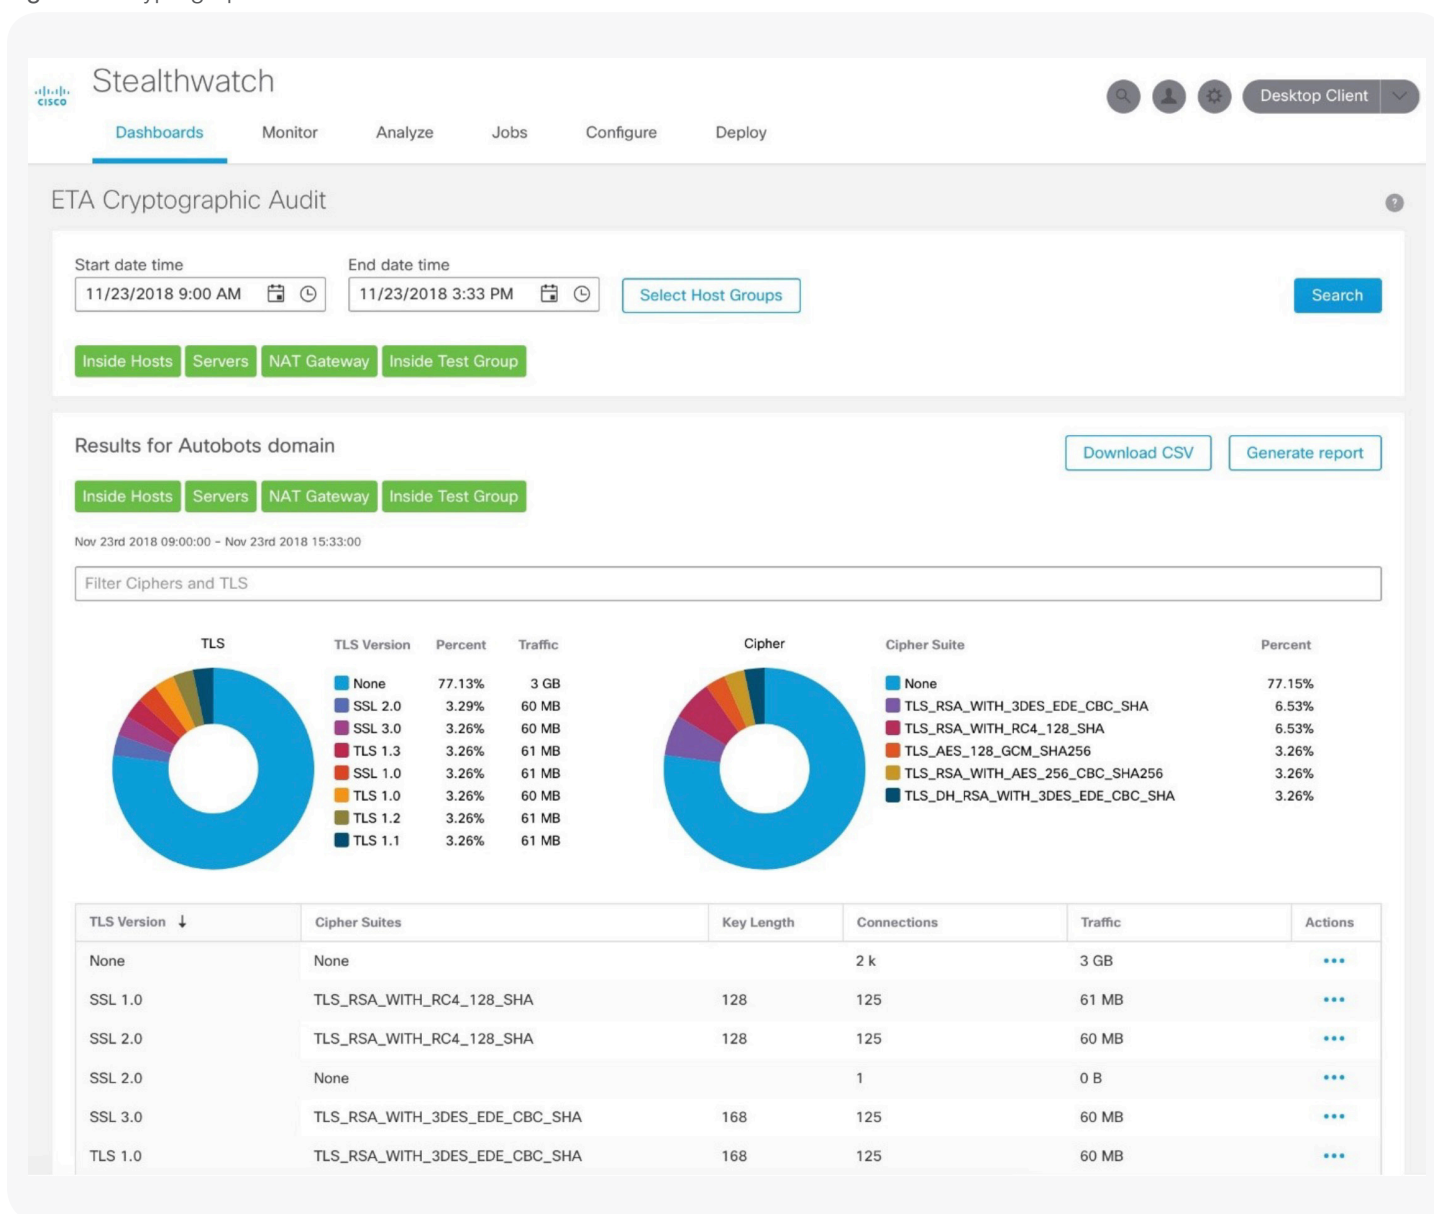 Stealthwatch
CISCO
Desktop Client
Dashboards Monitor Analyze Jobs Configure Deploy
ETA Cryptographic Audit
?
Start date time End date time
11/23/2018 9:00 AM 11/23/2018 3:33 PM Select Host Groups Search
Inside Hosts Servers NAT Gateway Inside Test Group
Results for Autobots domain
Download CSV Generate report
Inside Hosts Servers NAT Gateway Inside Test Group
Nov 23rd 2018 09:00:00 - Nov 23rd 2018 15:33:00
Filter Ciphers and TLS
TLS
TLS Version Percent Traffic
None 77.13% 3 GB
SSL 2.0 3.29% 60 MB
SSL 3.0 3.26% 60 MB
TLS 1.3 3.26% 61 MB
SSL 1.0 3.26% 61 MB
TLS 1.0 3.26% 60 MB
TLS 1.2 3.26% 61 MB
TLS 1.1 3.26% 61 MB
Cipher
Cipher Suite Percent
None 77.15%
TLS_RSA_WITH_3DES_EDE_CBC_SHA 6.53%
TLS_RSA_WITH_RC4_128_SHA 6.53%
TLS_AES_128_GCM_SHA256 3.26%
TLS_RSA_WITH_AES_256_CBC_SHA256 3.26%
TLS_DH_RSA_WITH_3DES_EDE_CBC_SHA 3.26%
TLS Version ↓ Cipher Suites Key Length Connections Traffic Actions
None None 2 k 3 GB
SSL 1.0 TLS_RSA_WITH_RC4_128_SHA 128 125 61 MB
SSL 2.0 TLS_RSA_WITH_RC4_128_SHA 128 125 60 MB
SSL 2.0 None 1 0 B
SSL 3.0 TLS_RSA_WITH_3DES_EDE_CBC_SHA 168 125 60 MB
TLS 1.0 TLS_RSA_WITH_3DES_EDE_CBC_SHA 168 125 60 MB